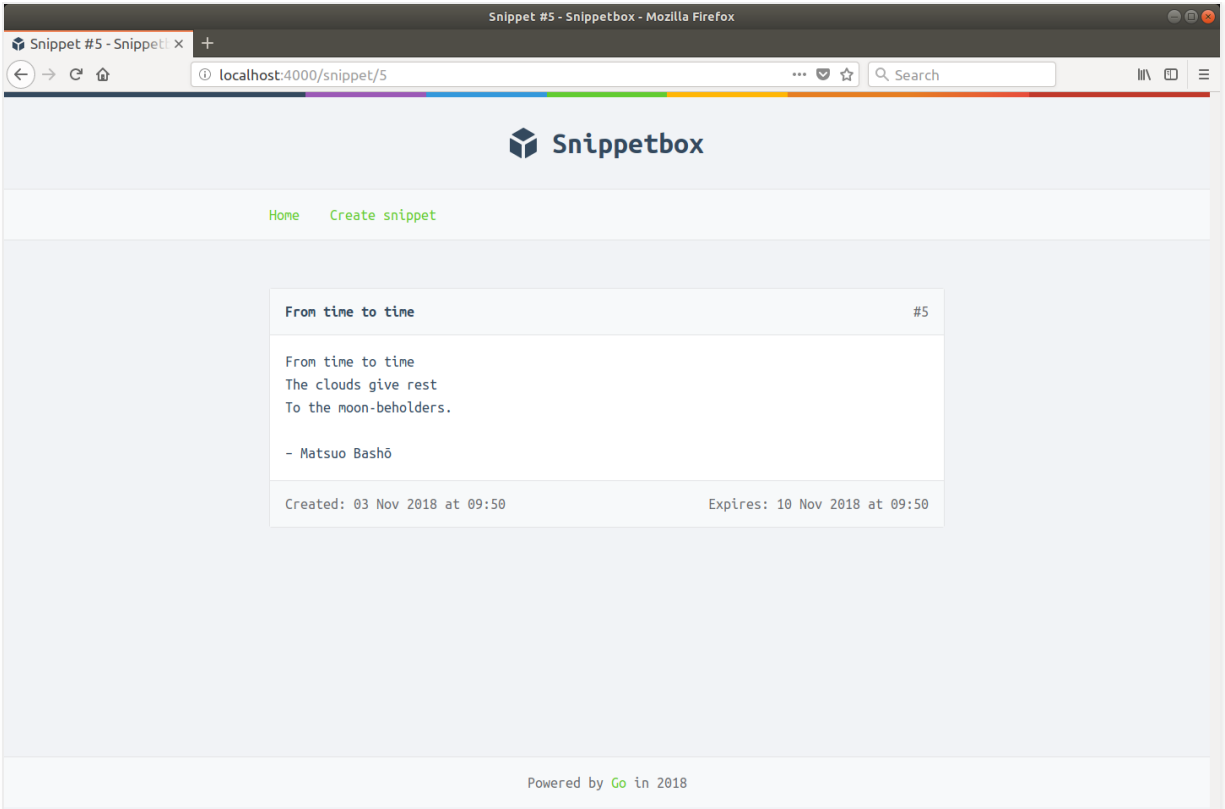 Snippet #5 - Snippetbox - Mozilla Firefox
Snippet #5 - Snippetb
localhost:4000/snippet/5
Search
Snippetbox
Home Create snippet
From time to time #5
From time to time
The clouds give rest
To the moon-beholders.
– Matsuo Bashō
Created: 03 Nov 2018 at 09:50 Expires: 10 Nov 2018 at 09:50
Powered by Go in 2018